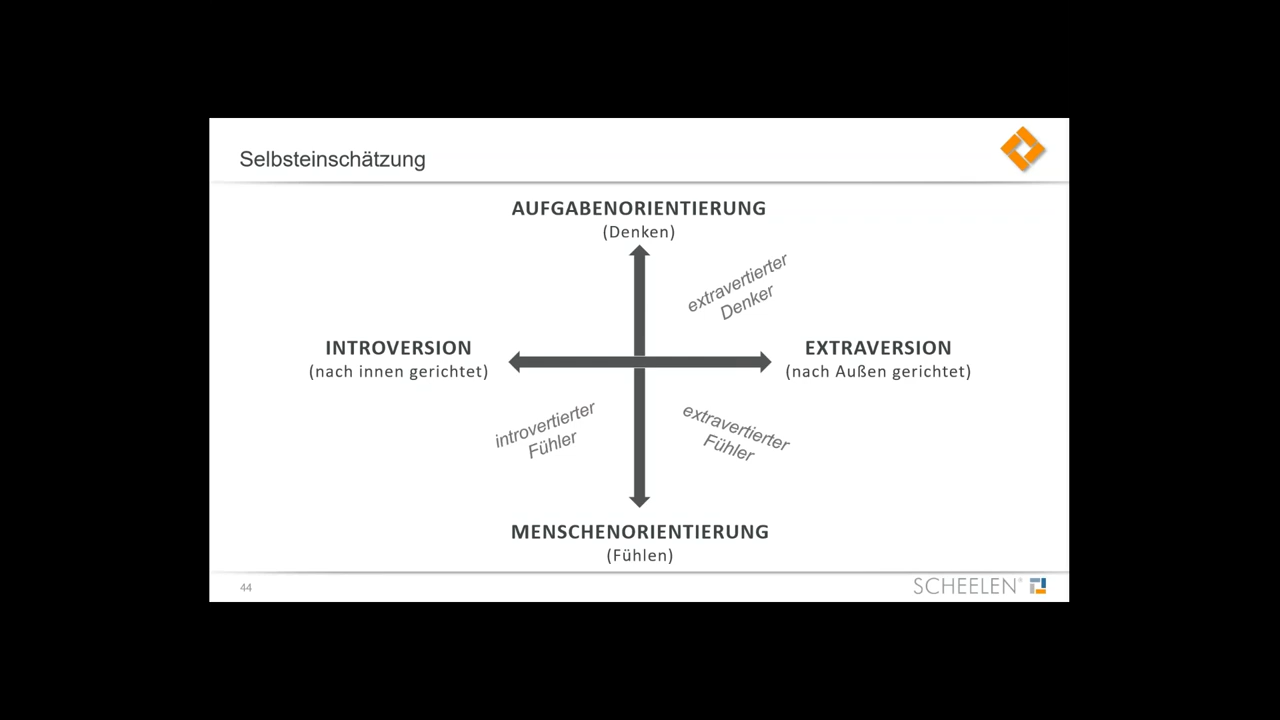 Selbsteinschätzung
AUFGABENORIENTIERUNG
(Denken)
extravertierter
Denker
INTROVERSION
(nach innen gerichtet)
EXTRAVERSION
(nach Außen gerichtet)
introvertierter
Fühler
extravertierter
Fühler
MENSCHENORIENTIERUNG
(Fühlen)
44
SCHEELEN®